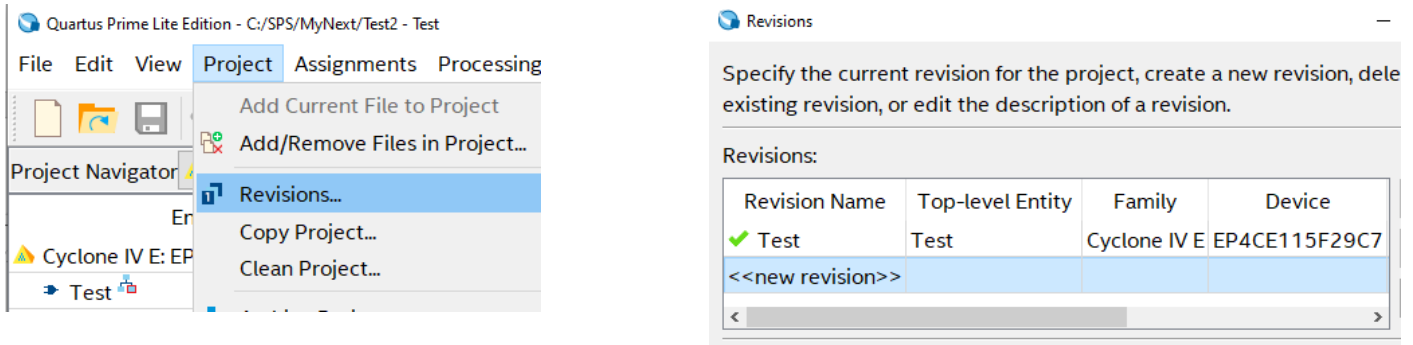 Quartus Prime Lite Edition - C:/SPS/MyNext/Test2 - Test
File Edit View Project Assignments Processing
Add Current File to Project
Add/Remove Files in Project...
Project Navigator
Revisions...
Copy Project...
Cyclone IV E: EP
Clean Project...
Test
Revisions
Specify the current revision for the project, create a new revision, dele
existing revision, or edit the description of a revision.
Revisions:
Revision Name Top-level Entity Family Device
Test Test Cyclone IV E EP4CE115F29C7
<<new revision>>